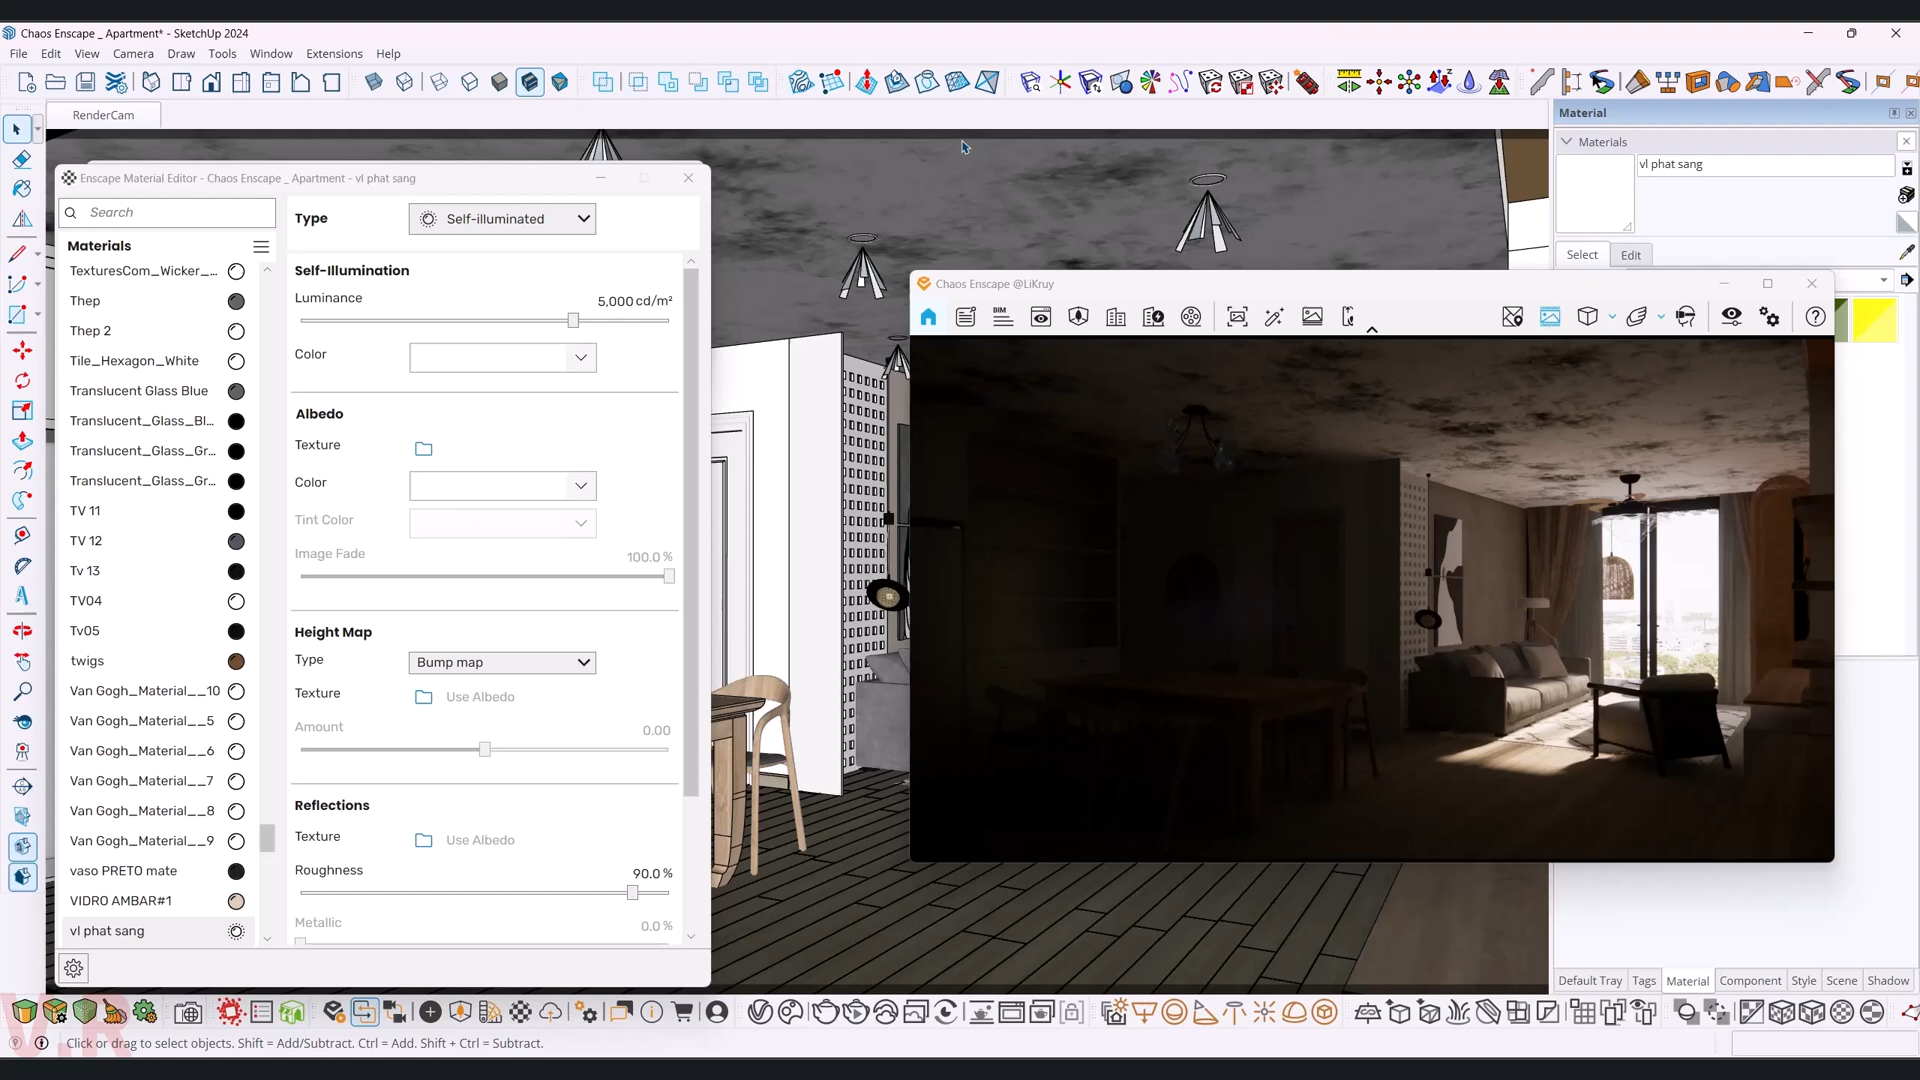 Chaos Enscape _ Apartment* - SketchUp 2024
File Edit View Camera Draw Tools Window Extensions Help
RenderCam
Enscape Material Editor - Chaos Enscape _ Apartment - vl phat sang
Search
Materials
TexturesCom_Wicker_...
Thep
Thep 2
Tile_Hexagon_White
Translucent Glass Blue
Translucent_Glass_Bl...
Translucent_Glass_Gr...
Translucent_Glass_Gr...
TV 11
TV 12
Tv 13
TV04
Tv05
twigs
Van Gogh_Material__10
Van Gogh_Material__5
Van Gogh_Material__6
Van Gogh_Material__7
Van Gogh_Material__8
Van Gogh_Material__9
vaso PRETO mate
VIDRO AMBAR#1
vl phat sang
Type Self-illuminated
Self-Illumination
Luminance 5,000 cd/m²
Color
Albedo
Texture
Color
Tint Color
Image Fade 100.0 %
Height Map
Type Bump map
Texture Use Albedo
Amount 0.00
Reflections
Texture Use Albedo
Roughness 90.0 %
Metallic 0.0 %
Chaos Enscape @LiKruy
BIM
Material
Materials
vl phat sang
Select Edit
Default Tray Tags Material Component Style Scene Shadow
V.R
Click or drag to select objects. Shift = Add/Subtract. Ctrl = Add. Shift + Ctrl = Subtract.